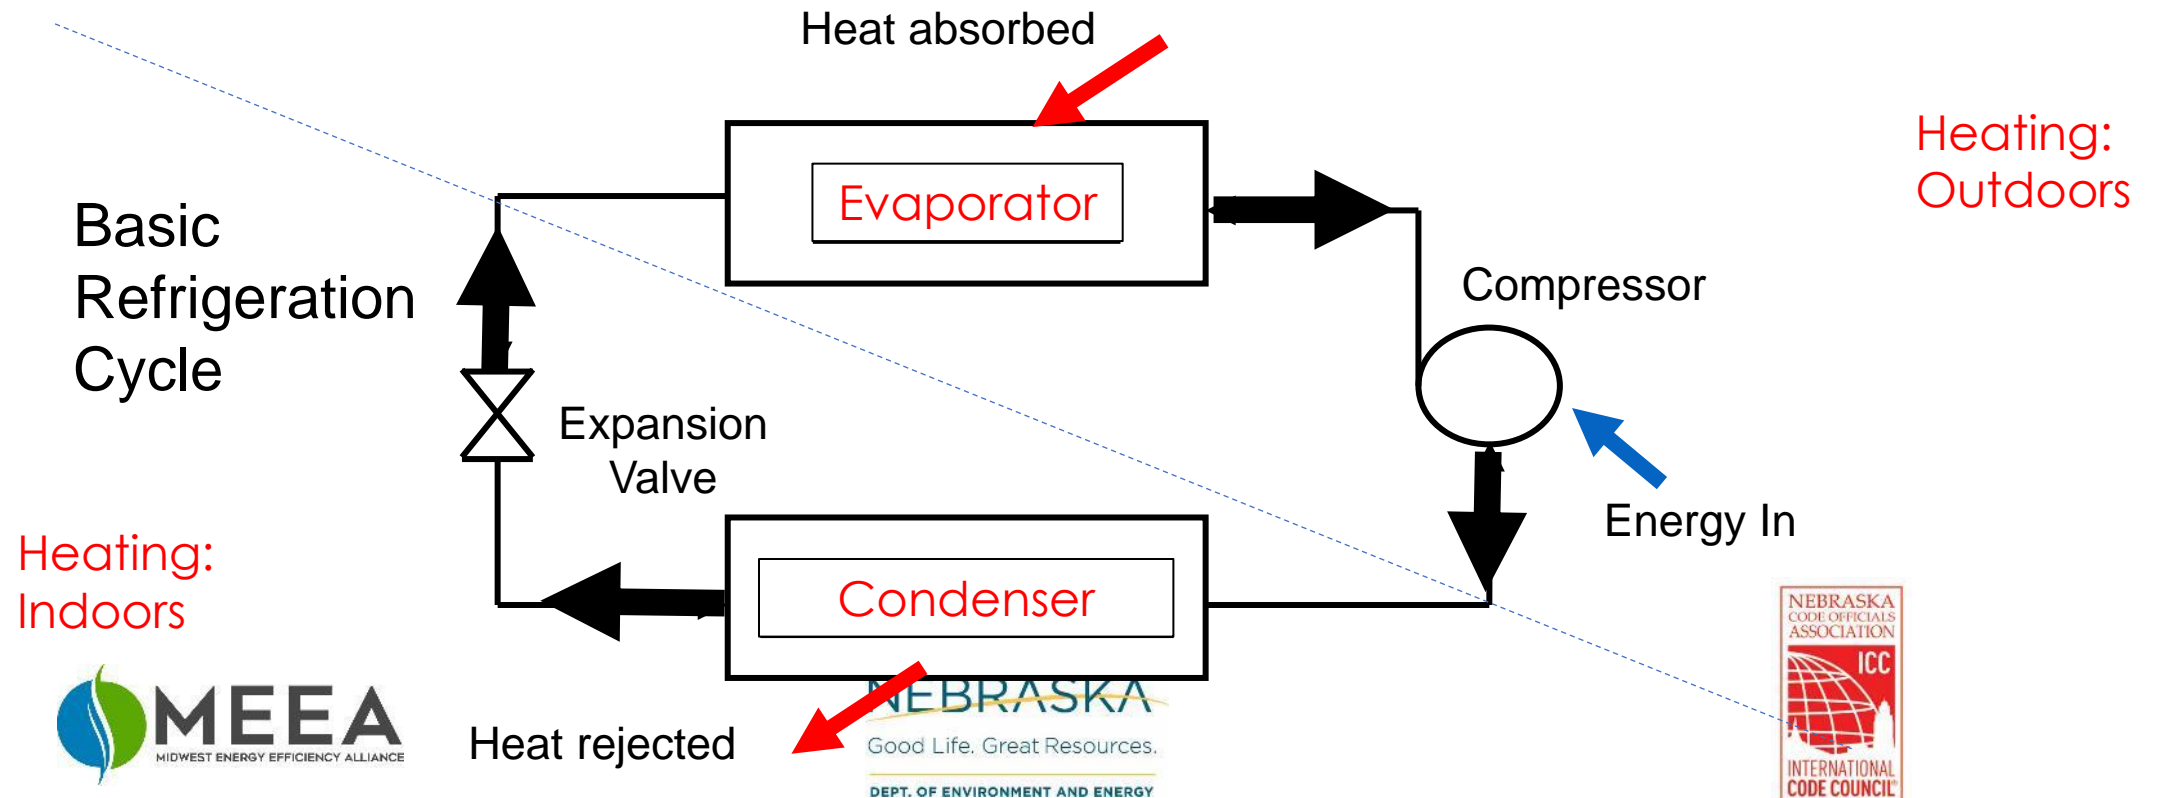 Heat absorbed
Heating:
Outdoors
Evaporator
Basic
Refrigeration
Cycle
Compressor
Expansion
Valve
Energy In
Heating:
Indoors
Condenser
Heat rejected
MEEA
MIDWEST ENERGY EFFICIENCY ALLIANCE
NEBRASKA
Good Life. Great Resources.
DEPT. OF ENVIRONMENT AND ENERGY
NEBRASKA
CODE OFFICIALS
ASSOCIATION
ICC
INTERNATIONAL
CODE COUNCIL®